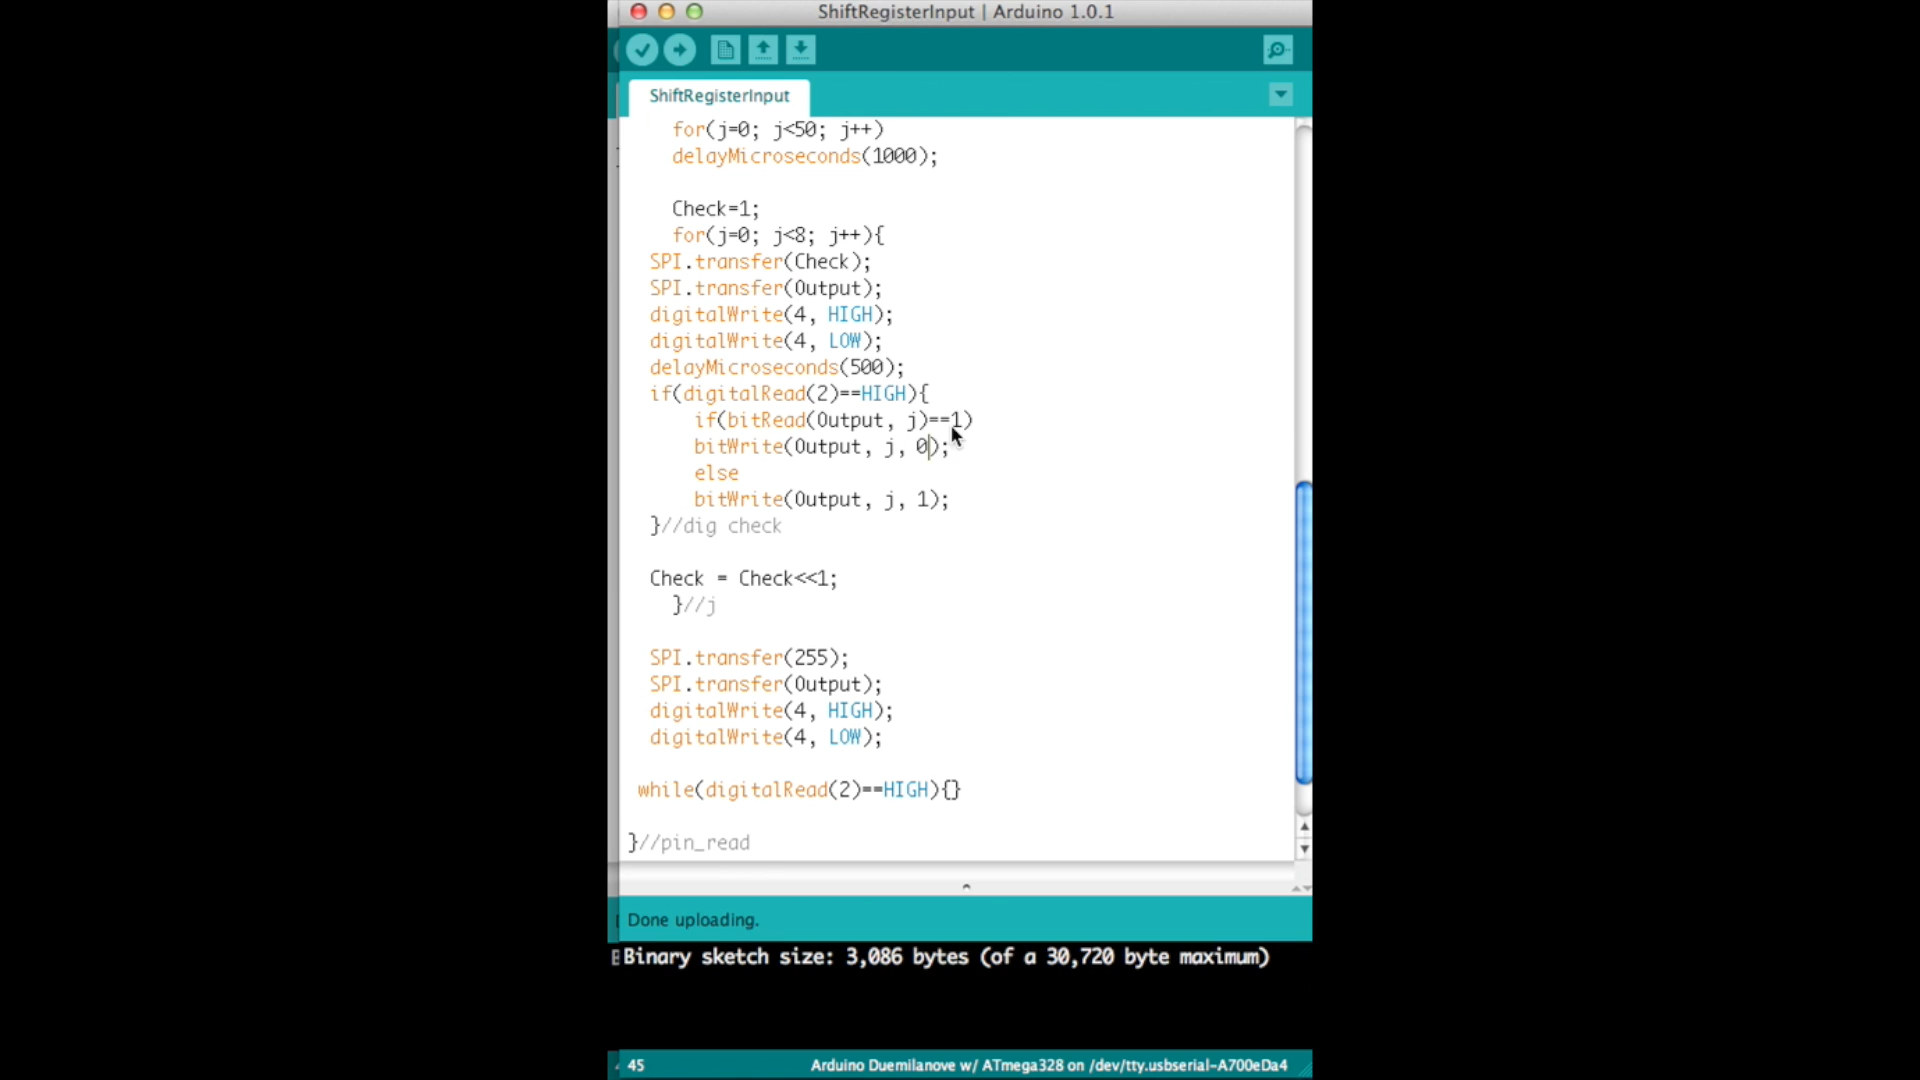 ShiftRegisterInput | Arduino 1.0.1
ShiftRegisterInput
for(j=0; j<50; j++)
delayMicroseconds(1000);
Check=1;
for(j=0; j<8; j++){
SPI.transfer(Check);
SPI.transfer(Output);
digitalWrite(4, HIGH);
digitalWrite(4, LOW);
delayMicroseconds(500);
if(digitalRead(2)==HIGH){
if(bitRead(Output, j)==1)
bitWrite(Output, j, 0);
else
bitWrite(Output, j, 1);
}//dig check
Check = Check<<1;
}//j
SPI.transfer(255);
SPI.transfer(Output);
digitalWrite(4, HIGH);
digitalWrite(4, LOW);
while(digitalRead(2)==HIGH){}
}//pin_read
Done uploading.
Binary sketch size: 3,086 bytes (of a 30,720 byte maximum)
45
Arduino Duemilanove w/ ATmega328 on /dev/tty.usbserial-A700eDa4